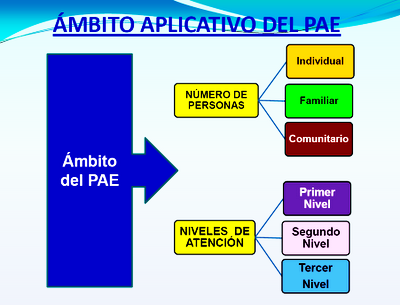 ÁMBITO APLICATIVO DEL PAE
Ámbito
del PAE
NÚMERO DE
PERSONAS
Individual
Familiar
Comunitario
NIVELES DE
ATENCIÓN
Primer
Nivel
Segundo
Nivel
Tercer
Nivel